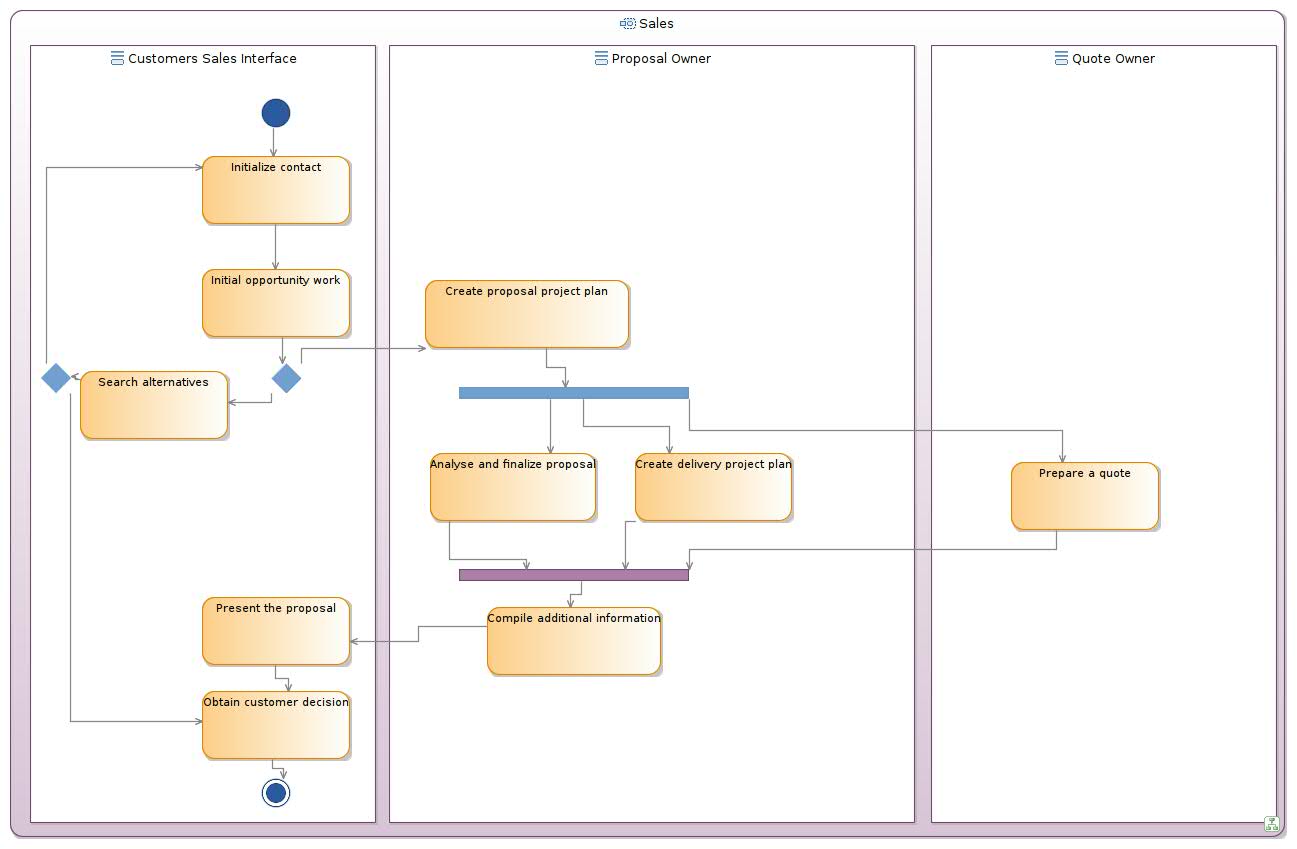 Sales
Customers Sales Interface
Proposal Owner
Quote Owner
Initialize contact
Initial opportunity work
Create proposal project plan
Search alternatives
Analyse and finalize proposal
Create delivery project plan
Prepare a quote
Present the proposal
Compile additional information
Obtain customer decision